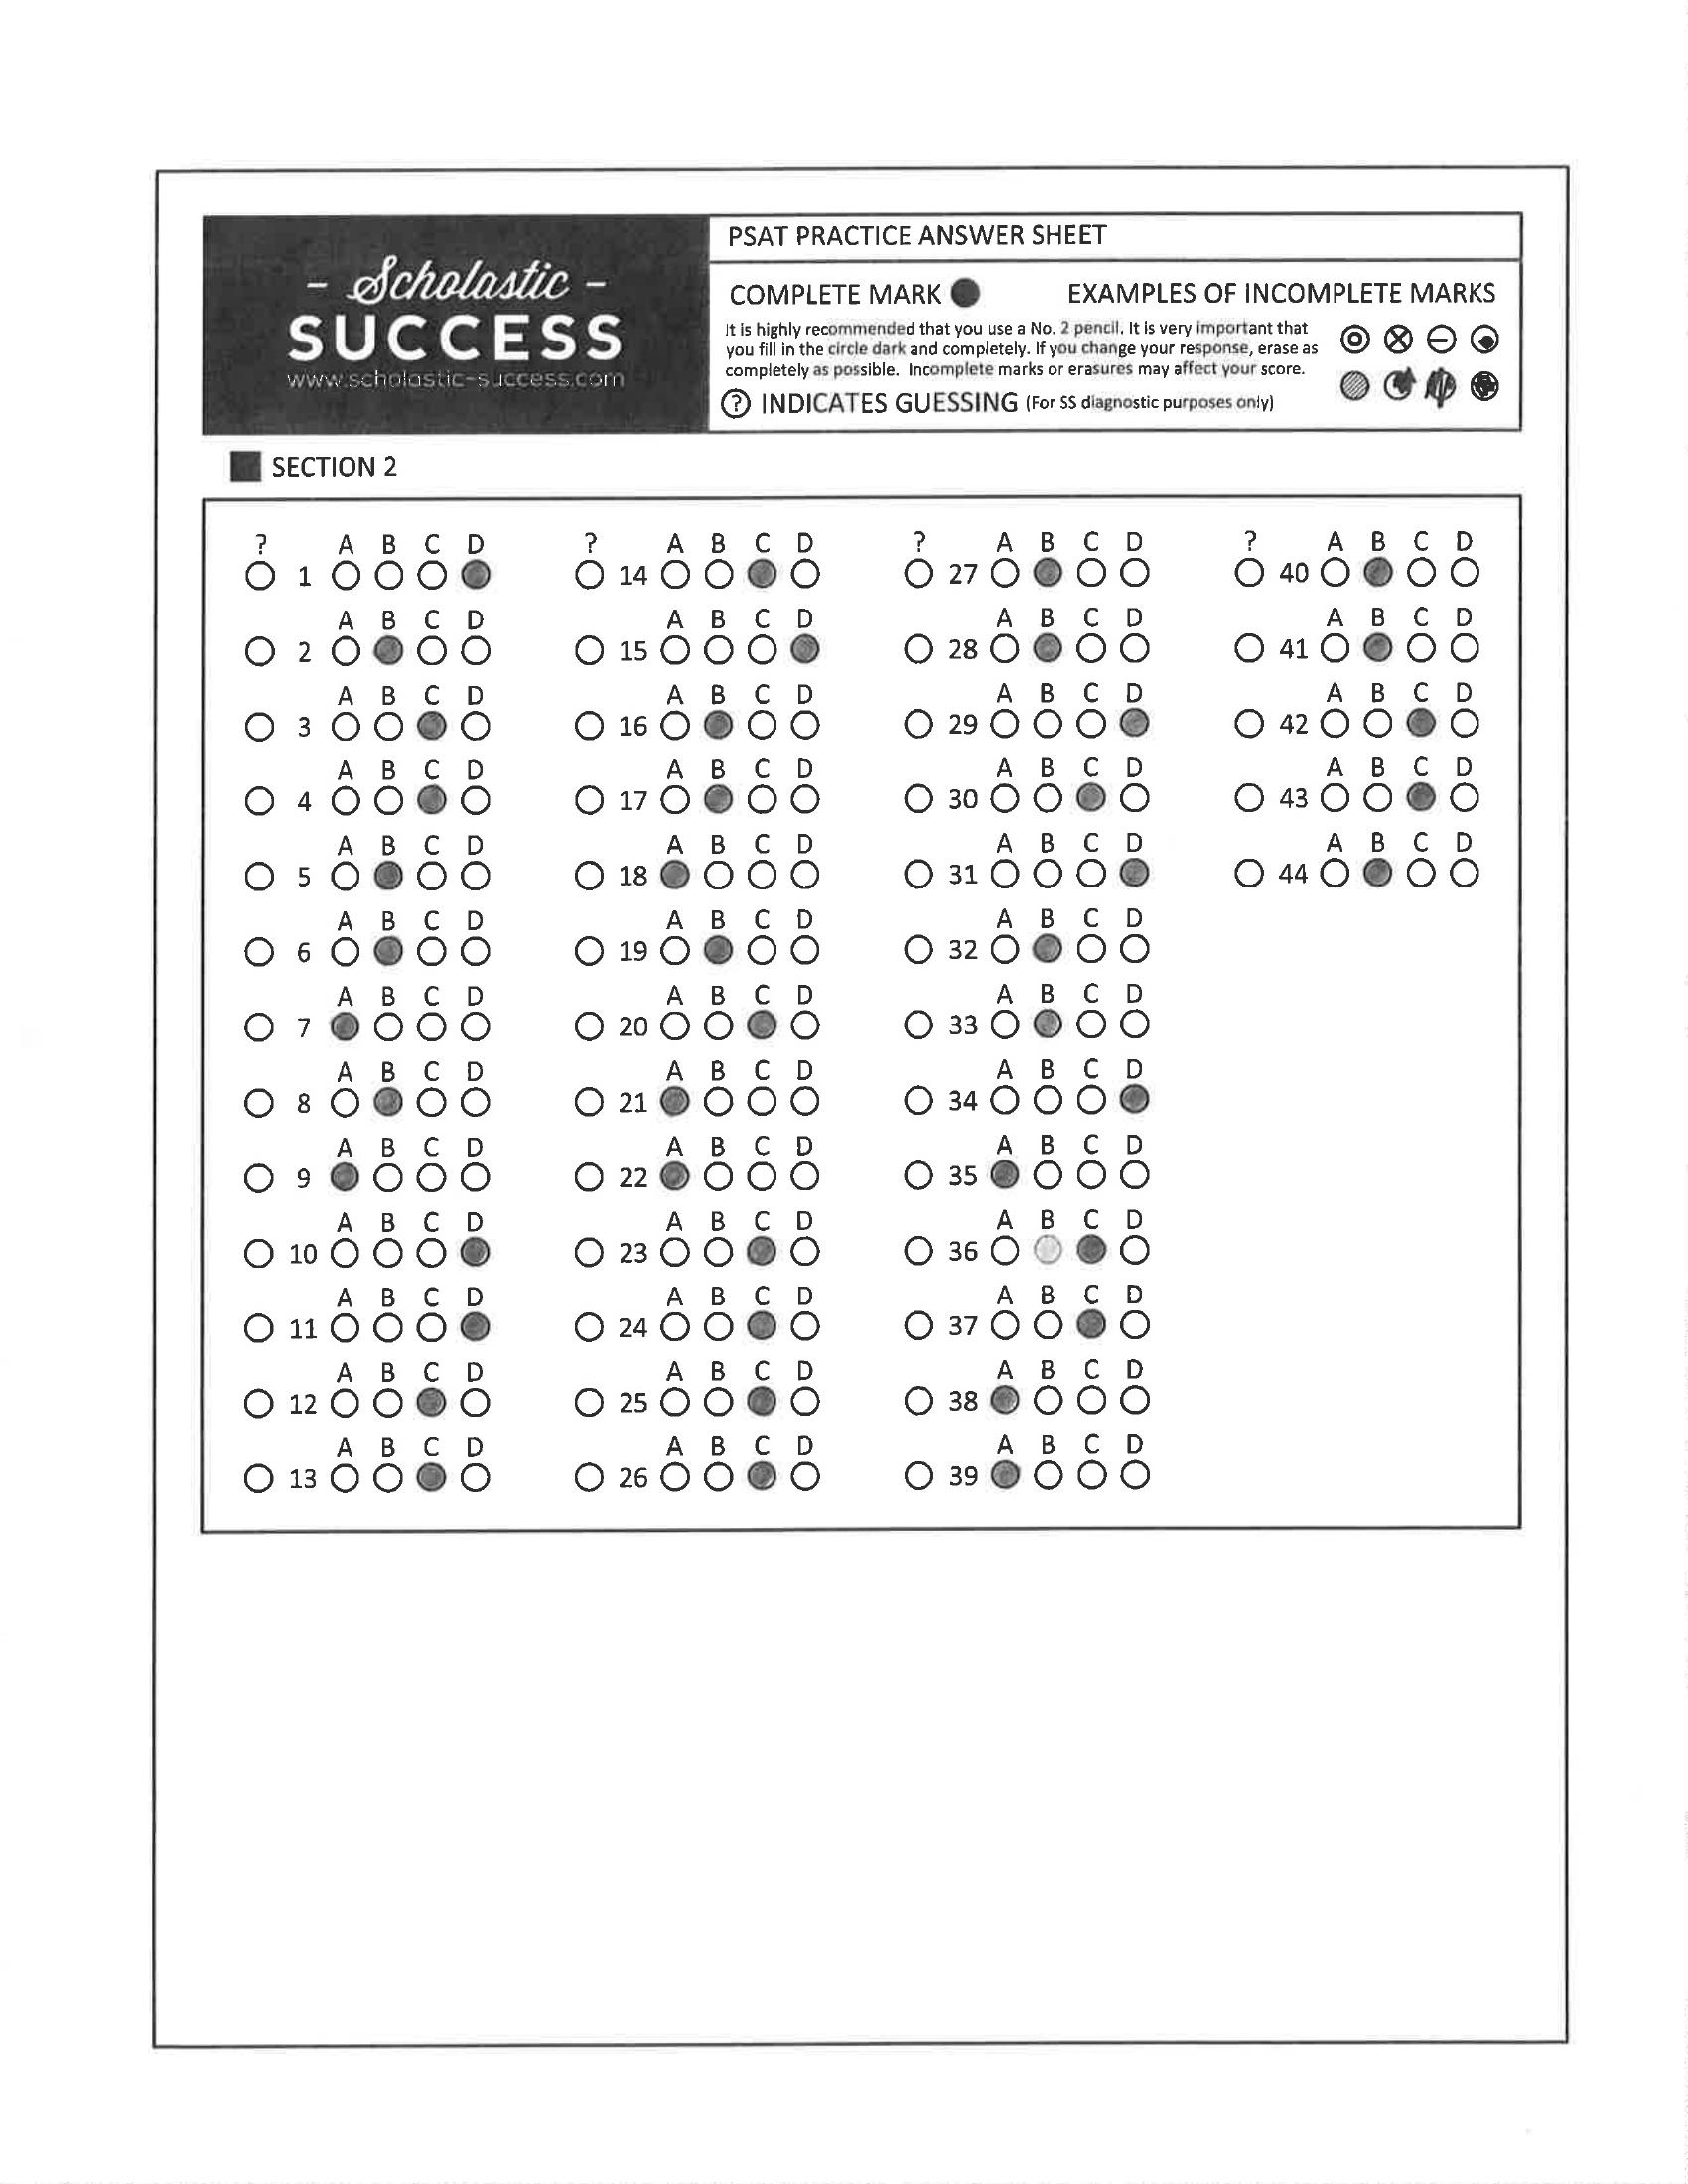 - Scholastic -
SUCCESS
www.scholastic-success.com
PSAT PRACTICE ANSWER SHEET
COMPLETE MARK
EXAMPLES OF INCOMPLETE MARKS
It is highly recommended that you use a No. 2 pencil. It is very important that
you fill in the circle dark and completely. If you change your response, erase as
completely as possible. Incomplete marks or erasures may affect your score.
? INDICATES GUESSING (For SS diagnostic purposes only)
SECTION 2
? A B C D
1
A B C D
2
A B C D
3
A B C D
4
A B C D
5
A B C D
6
A B C D
7
A B C D
8
A B C D
9
A B C D
10
A B C D
11
A B C D
12
A B C D
13
? A B C D
14
A B C D
15
A B C D
16
A B C D
17
A B C D
18
A B C D
19
A B C D
20
A B C D
21
A B C D
22
A B C D
23
A B C D
24
A B C D
25
A B C D
26
? A B C D
27
A B C D
28
A B C D
29
A B C D
30
A B C D
31
A B C D
32
A B C D
33
A B C D
34
A B C D
35
A B C D
36
A B C D
37
A B C D
38
A B C D
39
? A B C D
40
A B C D
41
A B C D
42
A B C D
43
A B C D
44